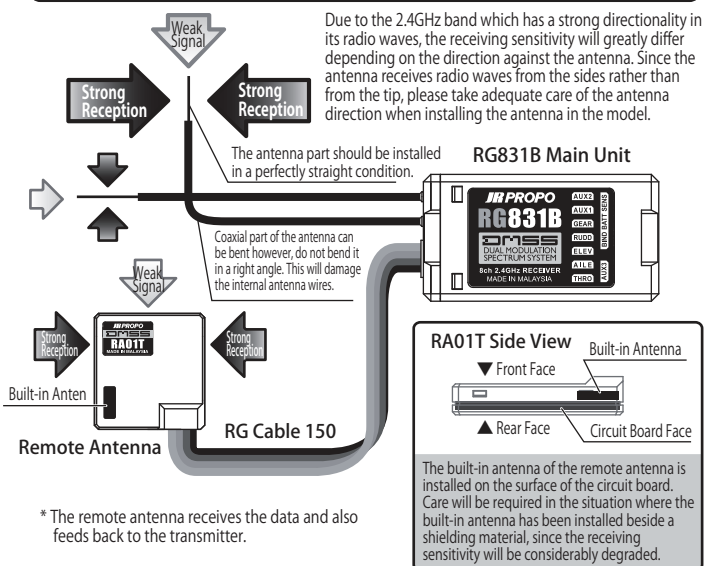 Weak
Signal
Due to the 2.4GHz band which has a strong directionality in
its radio waves, the receiving sensitivity will greatly differ
depending on the direction against the antenna. Since the
antenna receives radio waves from the sides rather than
from the tip, please take adequate care of the antenna
direction when installing the antenna in the model.
Strong
Reception
Strong
Reception
The antenna part should be installed
in a perfectly straight condition.
RG831B Main Unit
JR PROPO
RG831B
DMSS
DUAL MODULATION
SPECTRUM SYSTEM
8ch 2.4GHz RECEIVER
MADE IN MALAYSIA
AUX2
AUX1
GEAR
RUDD
ELEV
AILE
THRO
BIND BATT SENS
AUX3
Coaxial part of the antenna can
be bent however, do not bend it
in a right angle. This will damage
the internal antenna wires.
Weak
Signal
Strong
Reception
Strong
Reception
JR PROPO
DMSS
RA01T
MADE IN MALAYSIA
Built-in Anten
Remote Antenna
RG Cable 150
RA01T Side View
Built-in Antenna
▼ Front Face
▲ Rear Face
Circuit Board Face
The built-in antenna of the remote antenna is
installed on the surface of the circuit board.
Care will be required in the situation where the
built-in antenna has been installed beside a
shielding material, since the receiving
sensitivity will be considerably degraded.
* The remote antenna receives the data and also
feeds back to the transmitter.